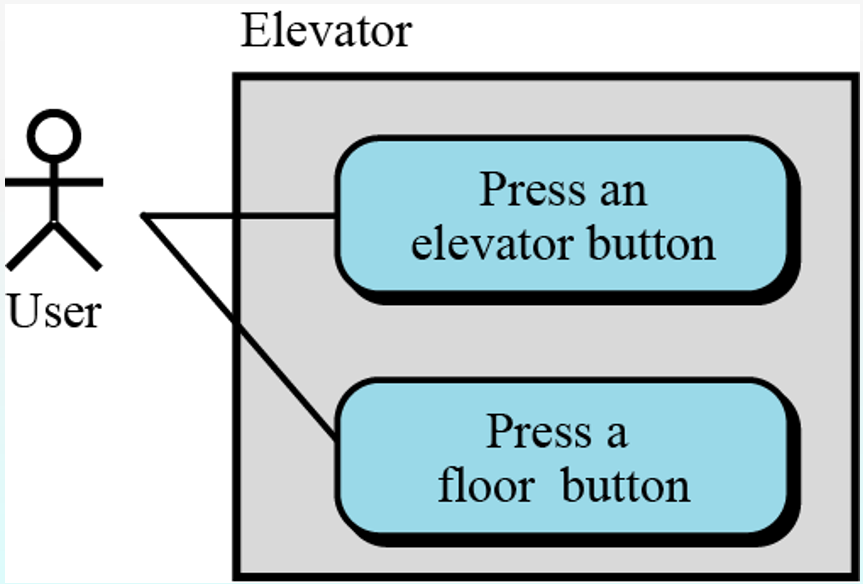 Elevator
Press an
elevator button
User
Press a
floor button